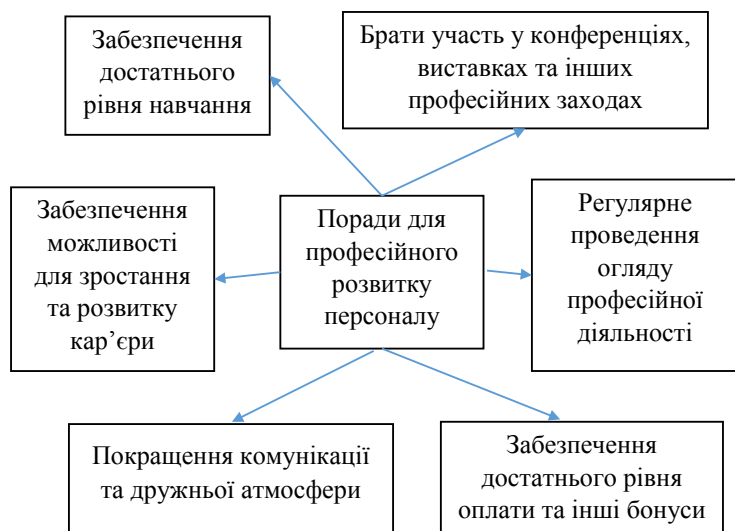 Забезпечення
достатнього
рівня навчання
Брати участь у конференціях,
виставках та інших
професійних заходах
Забезпечення
можливості
для зростання
та розвитку
кар’єри
Поради для
професійного
розвитку
персоналу
Регулярне
проведення
огляду
професійної
діяльності
Покращення комунікації
та дружньої атмосфери
Забезпечення
достатнього рівня
оплати та інші бонуси